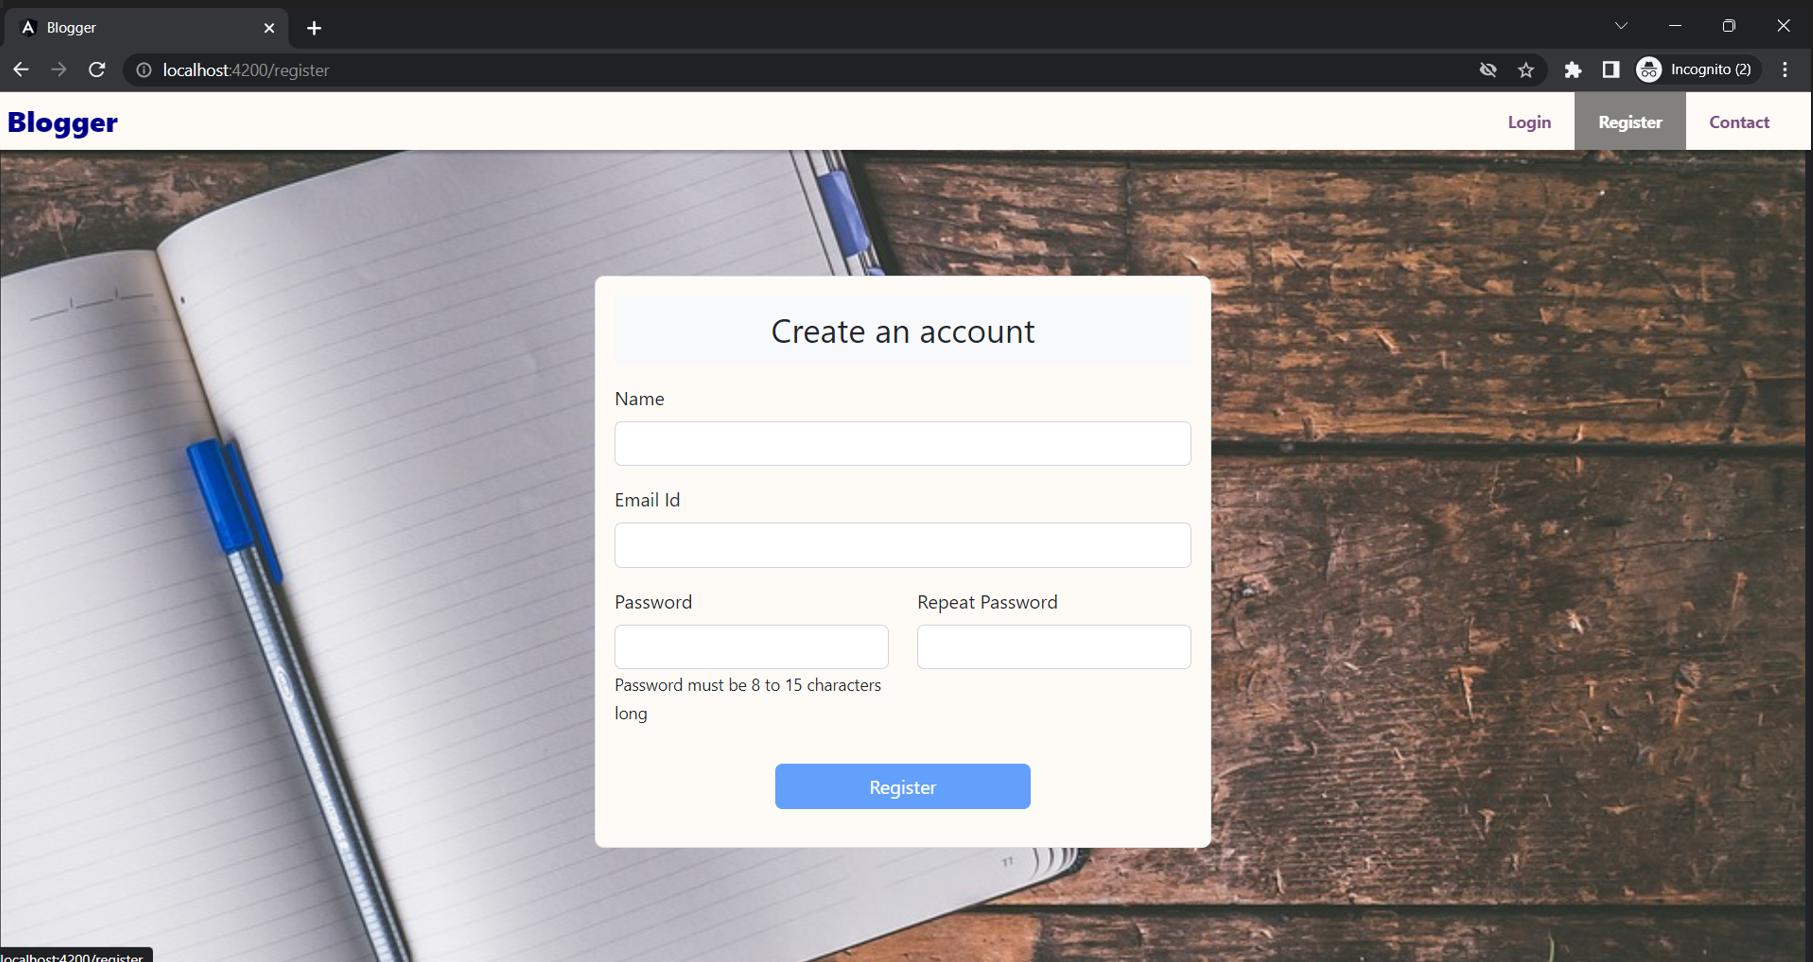 Blogger
localhost:4200/register
Incognito (2)
Blogger
Login
Register
Contact
Create an account
Name
Email Id
Password
Repeat Password
Password must be 8 to 15 characters
long
Register
localhost:4200/register